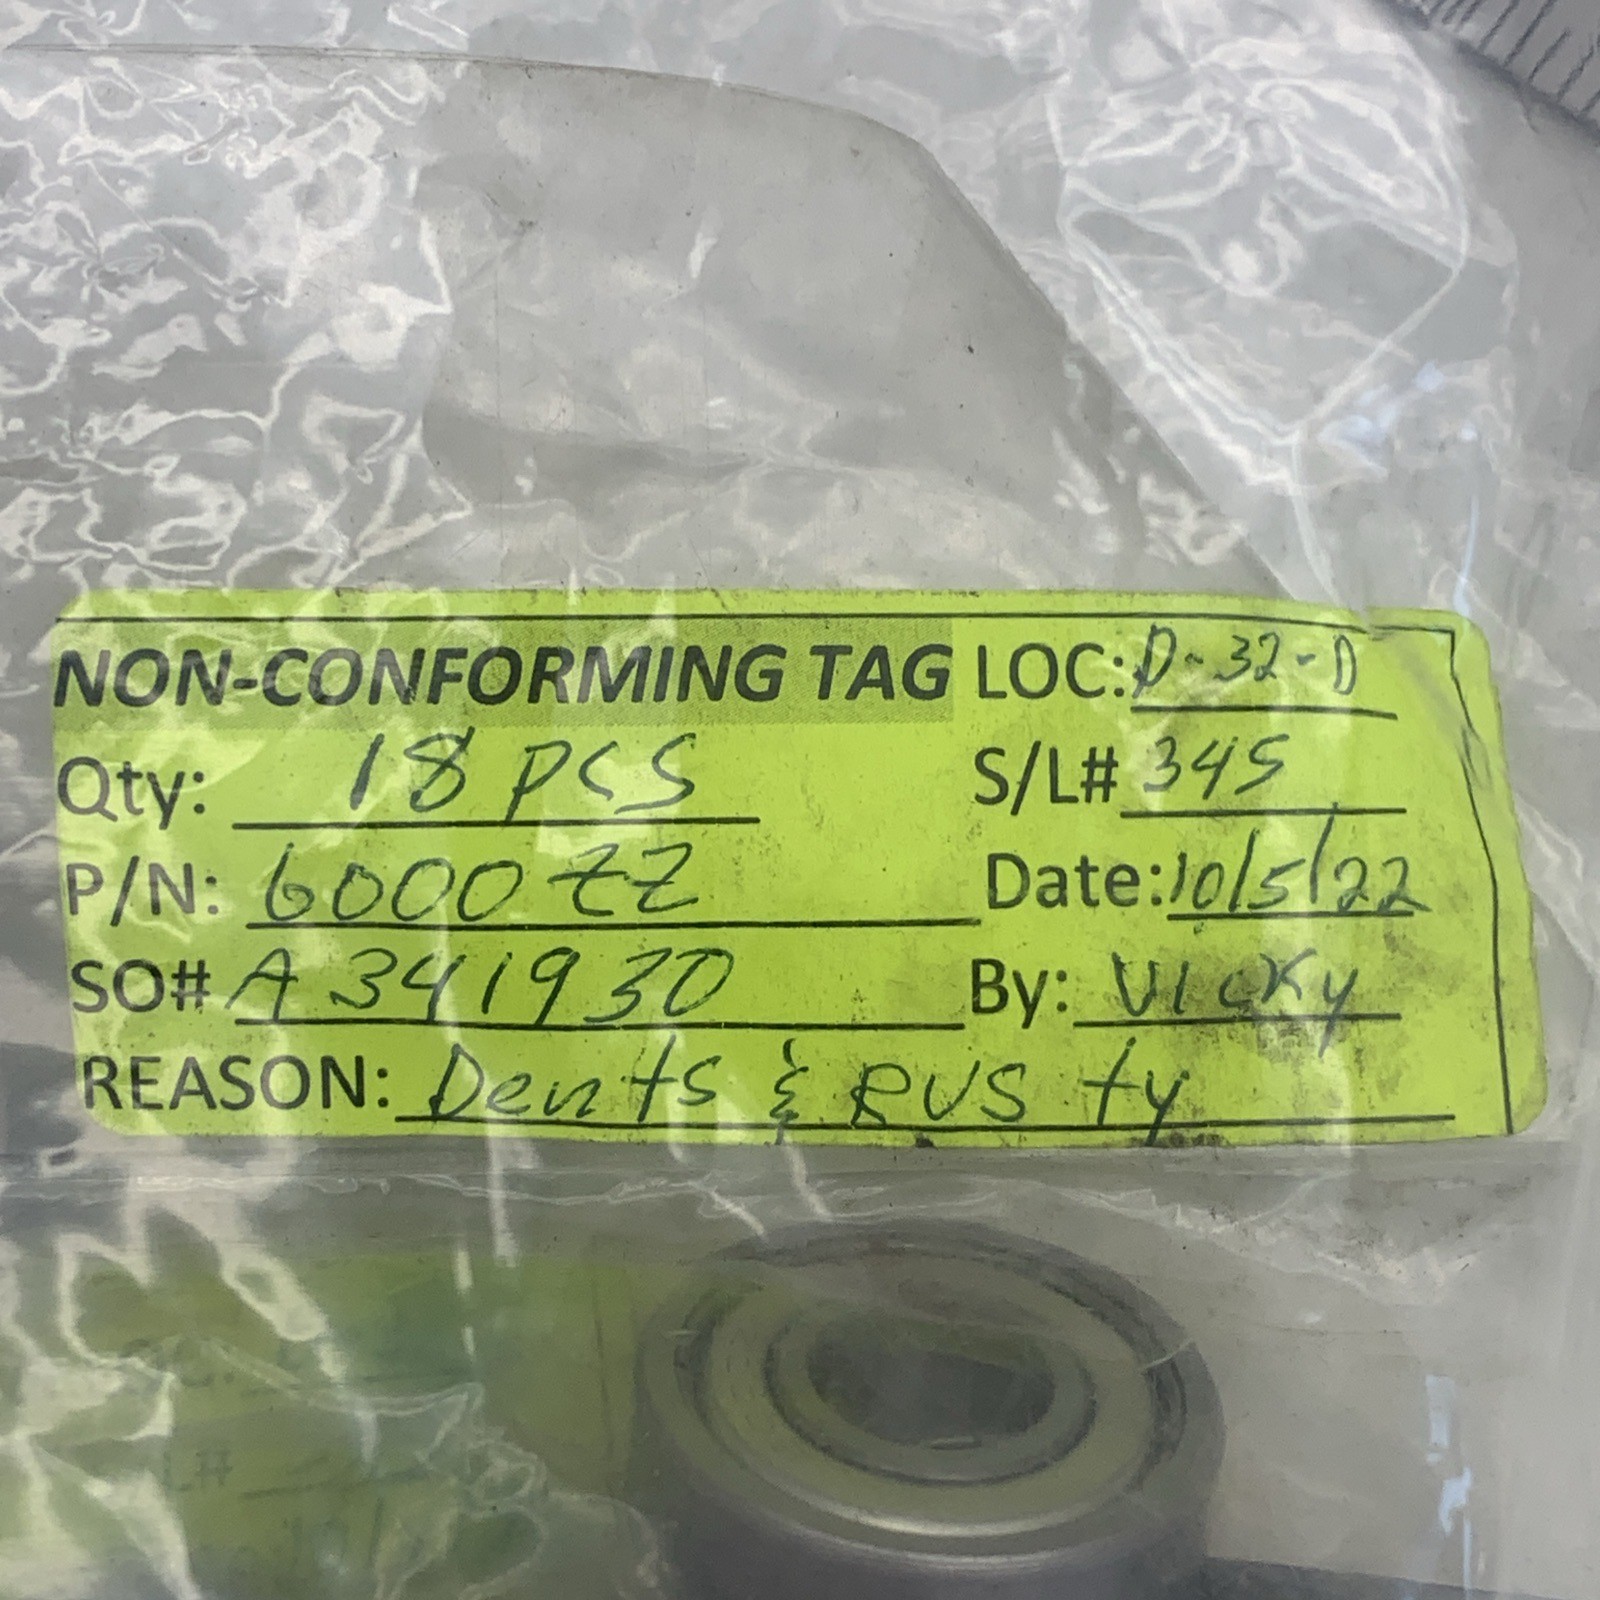 NON-CONFORMING TAG LOC: D-32-D
Qty: 18 pcs S/L# 345
P/N: 6000 ZZ Date: 10/5/22
SO# A341930 By: Vicky
REASON: Dents & Rusty